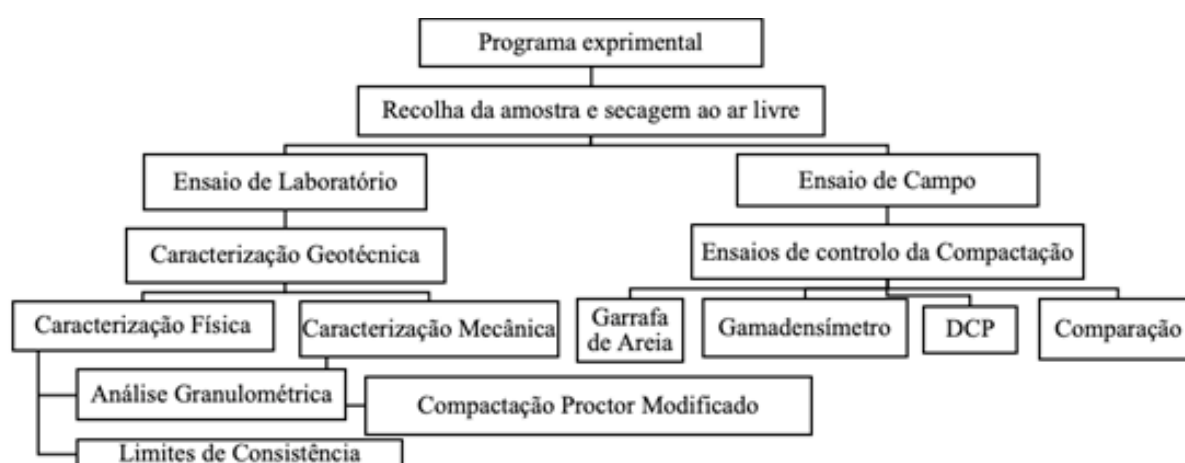 Programa exprimental
Recolha da amostra e secagem ao ar livre
Ensaio de Laboratório
Ensaio de Campo
Caracterização Geotécnica
Ensaios de controlo da Compactação
Caracterização Física
Caracterização Mecânica
Garrafa
de Areia
Gamadensímetro
DCP
Comparação
Análise Granulométrica
Compactação Proctor Modificado
Limites de Consistência